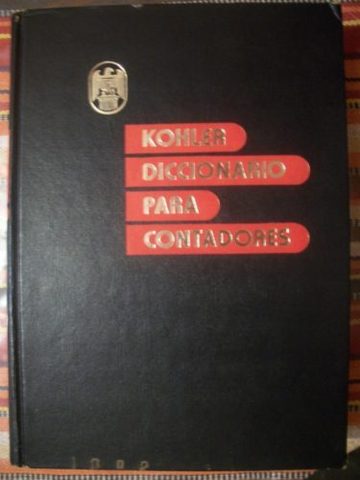 KOHLER
DICCIONARIO
PARA
CONTADORES